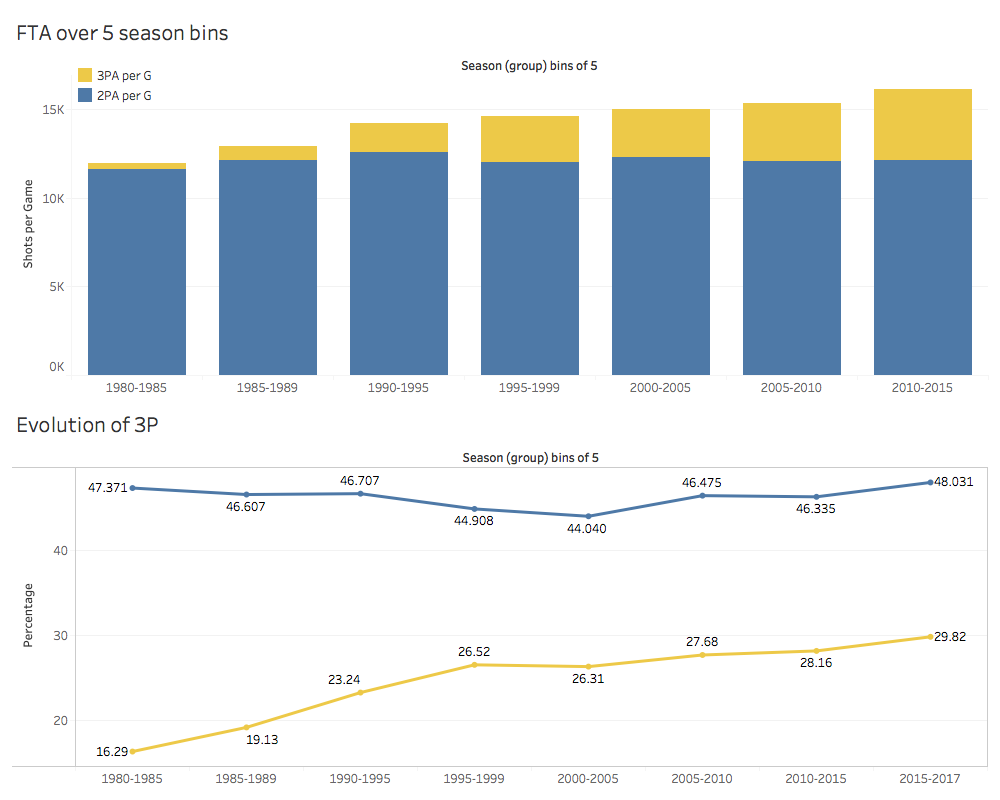 FTA over 5 season bins
Season (group) bins of 5
3PA per G
2PA per G
Shots per Game
15K
10K
5K
0K
1980-1985 1985-1989 1990-1995 1995-1999 2000-2005 2005-2010 2010-2015
Evolution of 3P
Season (group) bins of 5
Percentage
47.371 46.607 46.707 44.908 44.040 46.475 46.335 48.031
40
30
20
16.29 19.13 23.24 26.52 26.31 27.68 28.16 29.82
1980-1985 1985-1989 1990-1995 1995-1999 2000-2005 2005-2010 2010-2015 2015-2017